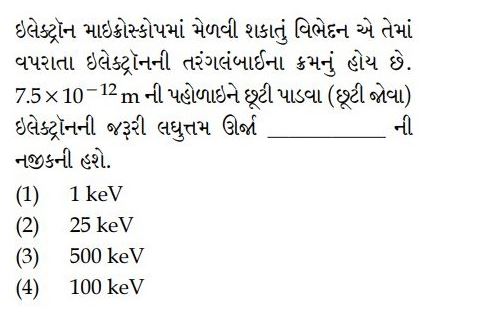 ઇલેક્ટ્રૉન માઇક્રોસ્કોપમાં મેળવી શકાતું વિભેદન એ તેમાં
વપરાતા ઇલેક્ટ્રૉનની તરંગલંબાઈના ક્રમનું હોય છે.
7.5×10⁻¹² m ની પહોળાઇને છૂટી પાડવા (છૂટી જોવા)
ઇલેક્ટ્રૉનની જરૂરી લઘુત્તમ ઊર્જા ___________ ની
નજીકની હશે.
(1) 1 keV
(2) 25 keV
(3) 500 keV
(4) 100 keV